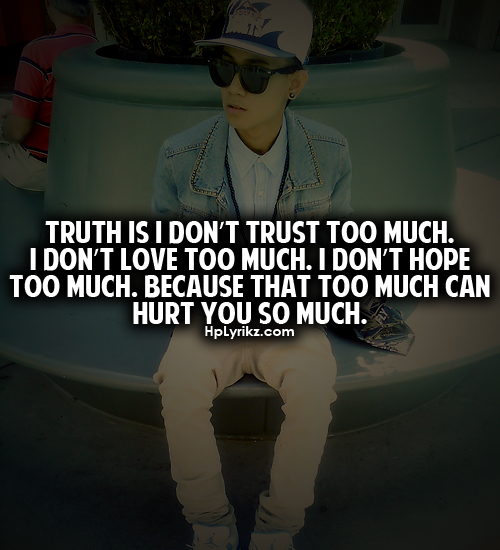 TRUTH IS I DON'T TRUST TOO MUCH.
I DON'T LOVE TOO MUCH. I DON'T HOPE
TOO MUCH. BECAUSE THAT TOO MUCH CAN
HURT YOU SO MUCH.
HpLyrikz.com